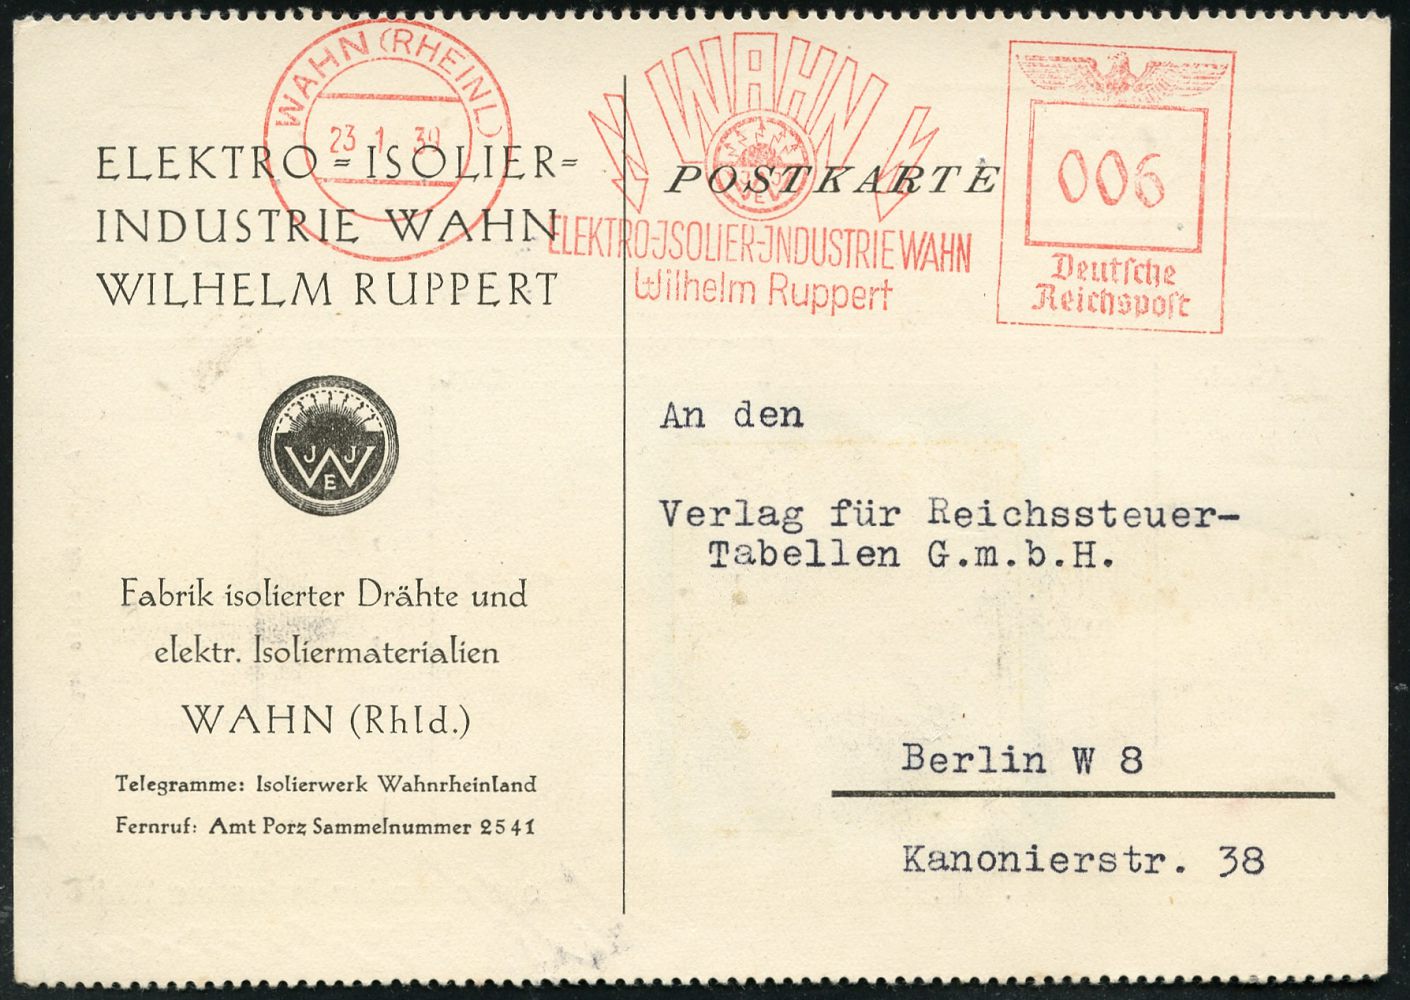 WAHN (RHEINL)
23 1. 39
WAHN
JJ
WE
ELEKTRO-JSOLIER-JNDUSTRIE WAHN
Wilhelm Ruppert
006
Deutsche
Reichspost
ELEKTRO=ISOLIER=
INDUSTRIE WAHN
WILHELM RUPPERT
J J
W
E
Fabrik isolierter Drähte und
elektr. Isoliermaterialien
WAHN (Rhld.)
Telegramme: Isolierwerk Wahnrheinland
Fernruf: Amt Porz Sammelnummer 2541
POSTKARTE
An den
Verlag für Reichssteuer-
Tabellen G.m.b.H.
Berlin W 8
Kanonierstr. 38